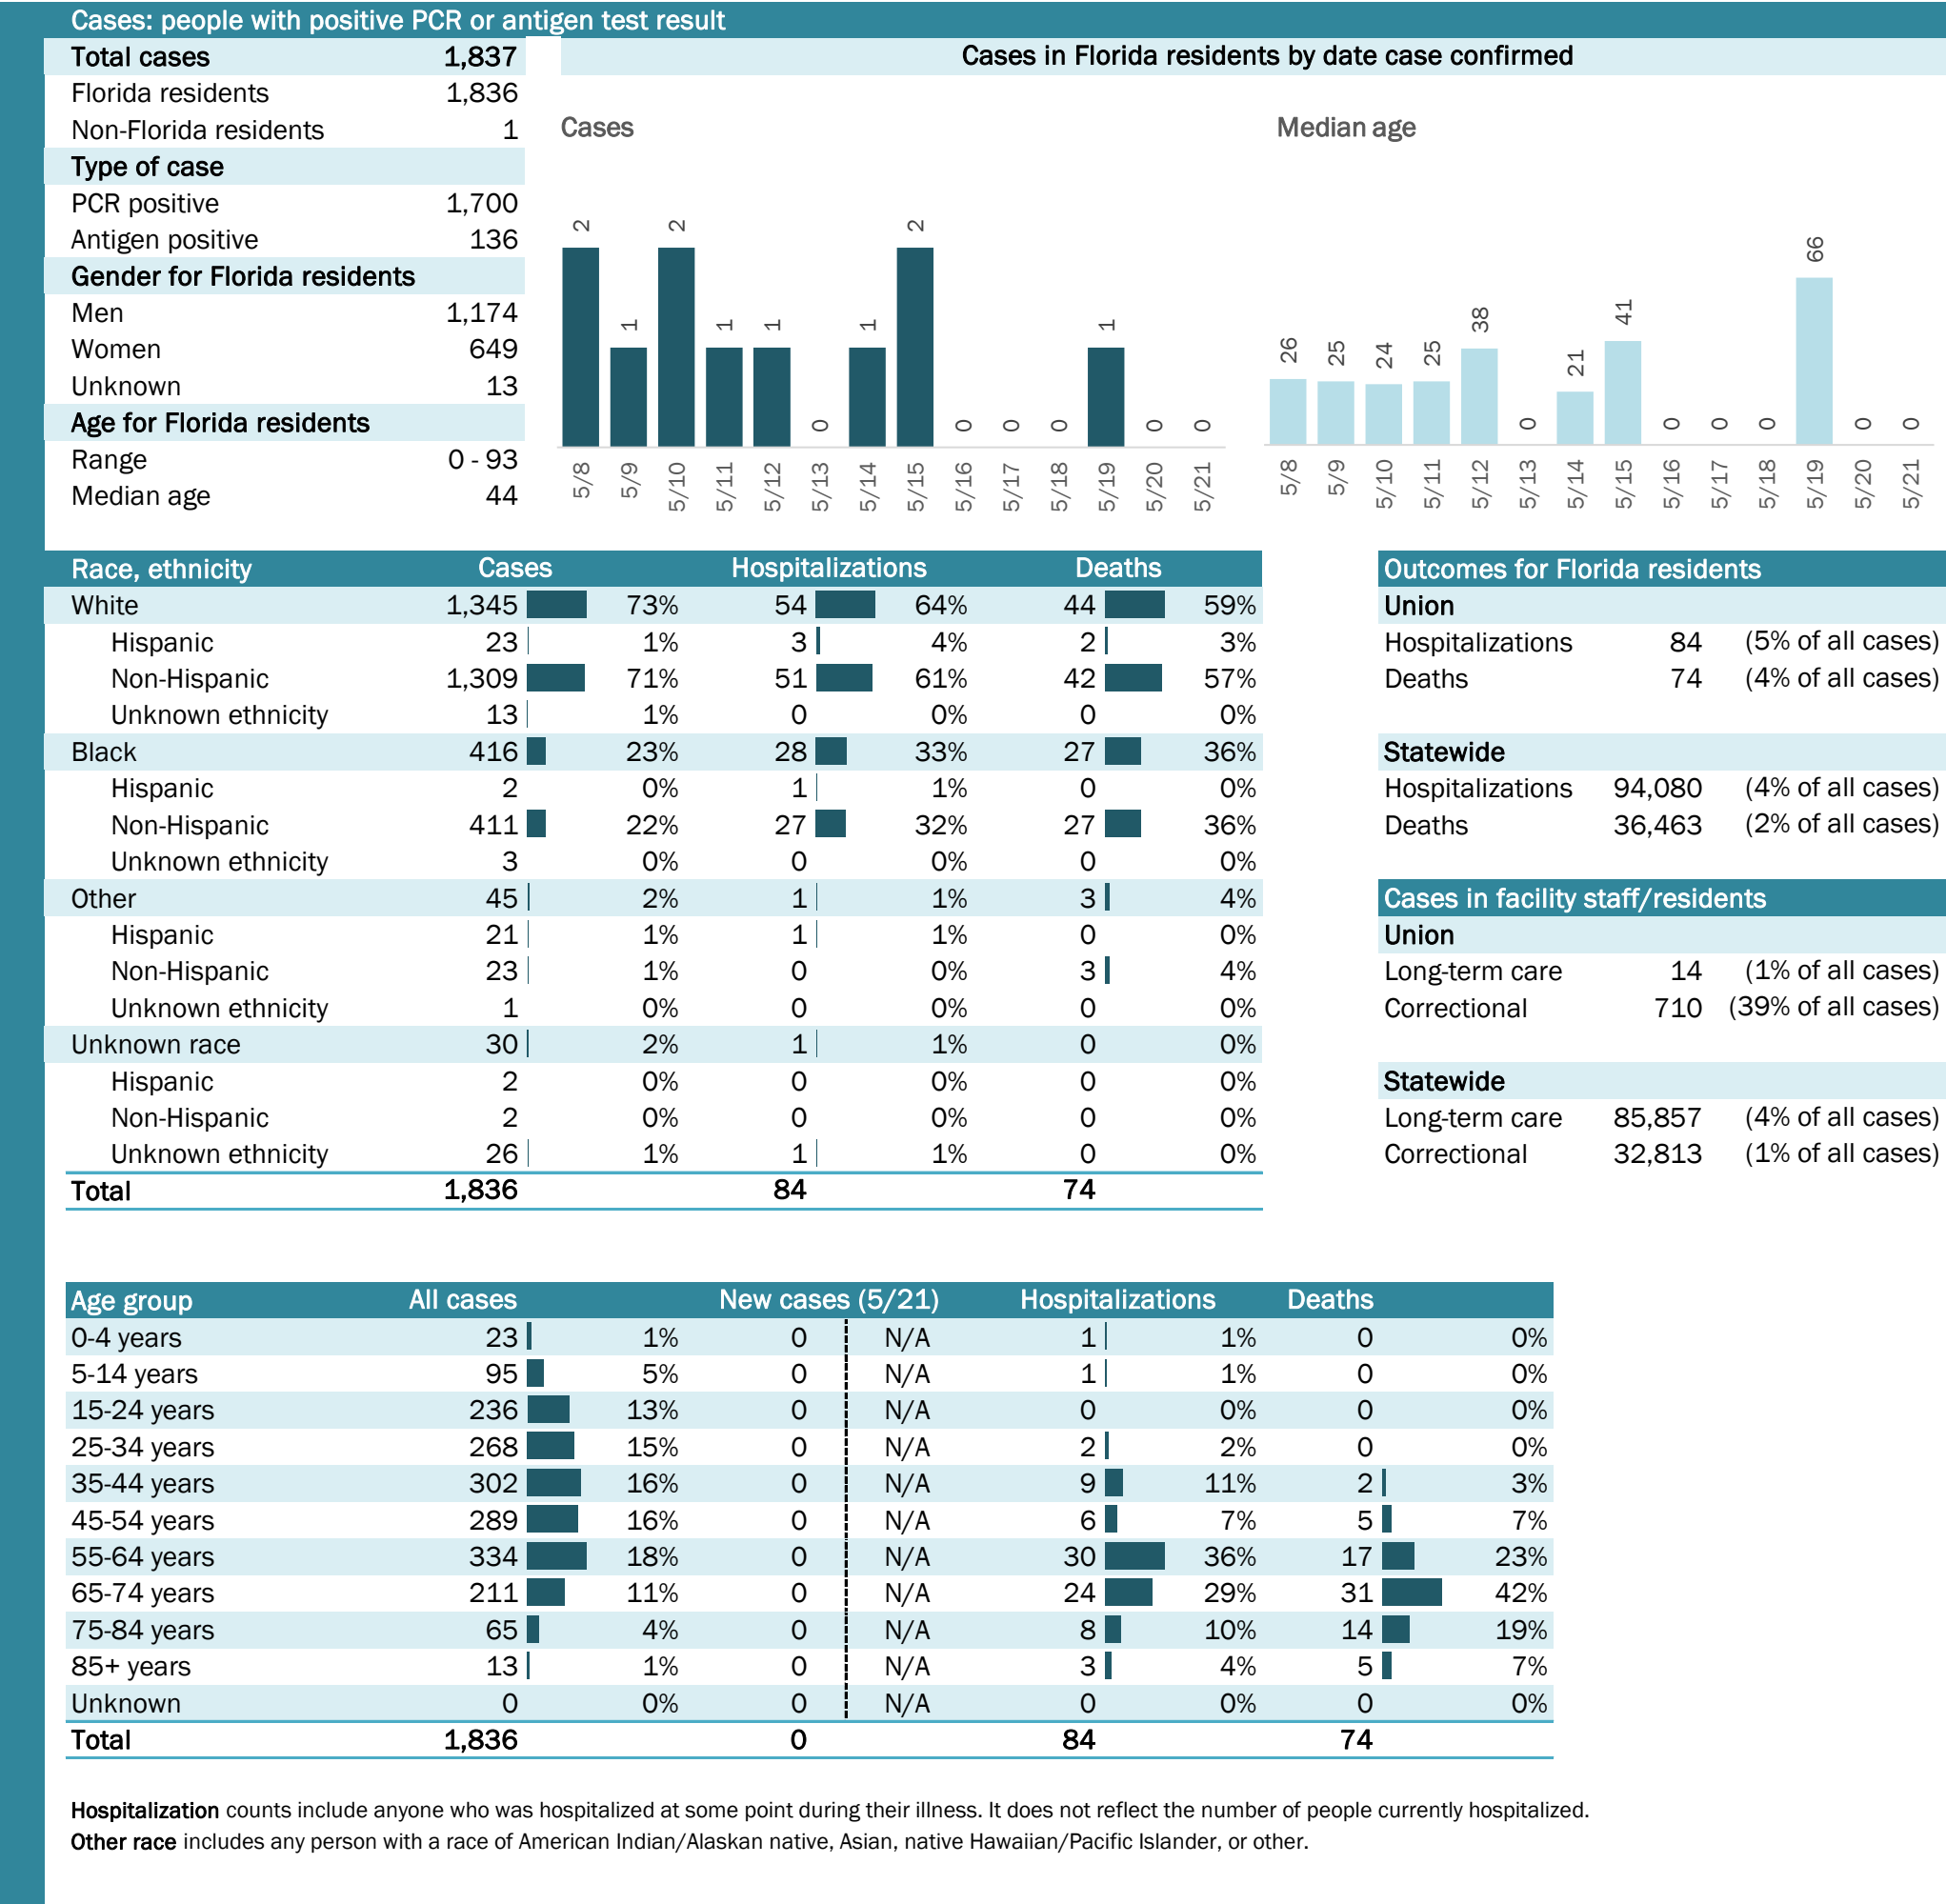 Cases: people with positive PCR or antigen test result
Total cases 1,837
Florida residents 1,836
Non-Florida residents 1
Type of case
PCR positive 1,700
Antigen positive 136
Gender for Florida residents
Men 1,174
Women 649
Unknown 13
Age for Florida residents
Range 0 - 93
Median age 44
Cases in Florida residents by date case confirmed
Cases
2 1 2 1 1 0 1 2 0 0 0 1 0 0
5/8 5/9 5/10 5/11 5/12 5/13 5/14 5/15 5/16 5/17 5/18 5/19 5/20 5/21
Median age
26 25 24 25 38 0 21 41 0 0 0 66 0 0
5/8 5/9 5/10 5/11 5/12 5/13 5/14 5/15 5/16 5/17 5/18 5/19 5/20 5/21
Race, ethnicity Cases Hospitalizations Deaths
White 1,345 73% 54 64% 44 59%
Hispanic 23 1% 3 4% 2 3%
Non-Hispanic 1,309 71% 51 61% 42 57%
Unknown ethnicity 13 1% 0 0% 0 0%
Black 416 23% 28 33% 27 36%
Hispanic 2 0% 1 1% 0 0%
Non-Hispanic 411 22% 27 32% 27 36%
Unknown ethnicity 3 0% 0 0% 0 0%
Other 45 2% 1 1% 3 4%
Hispanic 21 1% 1 1% 0 0%
Non-Hispanic 23 1% 0 0% 3 4%
Unknown ethnicity 1 0% 0 0% 0 0%
Unknown race 30 2% 1 1% 0 0%
Hispanic 2 0% 0 0% 0 0%
Non-Hispanic 2 0% 0 0% 0 0%
Unknown ethnicity 26 1% 1 1% 0 0%
Total 1,836 84 74
Outcomes for Florida residents
Union
Hospitalizations 84 (5% of all cases)
Deaths 74 (4% of all cases)
Statewide
Hospitalizations 94,080 (4% of all cases)
Deaths 36,463 (2% of all cases)
Cases in facility staff/residents
Union
Long-term care 14 (1% of all cases)
Correctional 710 (39% of all cases)
Statewide
Long-term care 85,857 (4% of all cases)
Correctional 32,813 (1% of all cases)
Age group All cases New cases (5/21) Hospitalizations Deaths
0-4 years 23 1% 0 N/A 1 1% 0 0%
5-14 years 95 5% 0 N/A 1 1% 0 0%
15-24 years 236 13% 0 N/A 0 0% 0 0%
25-34 years 268 15% 0 N/A 2 2% 0 0%
35-44 years 302 16% 0 N/A 9 11% 2 3%
45-54 years 289 16% 0 N/A 6 7% 5 7%
55-64 years 334 18% 0 N/A 30 36% 17 23%
65-74 years 211 11% 0 N/A 24 29% 31 42%
75-84 years 65 4% 0 N/A 8 10% 14 19%
85+ years 13 1% 0 N/A 3 4% 5 7%
Unknown 0 0% 0 N/A 0 0% 0 0%
Total 1,836 0 84 74
Hospitalization counts include anyone who was hospitalized at some point during their illness. It does not reflect the number of people currently hospitalized.
Other race includes any person with a race of American Indian/Alaskan native, Asian, native Hawaiian/Pacific Islander, or other.